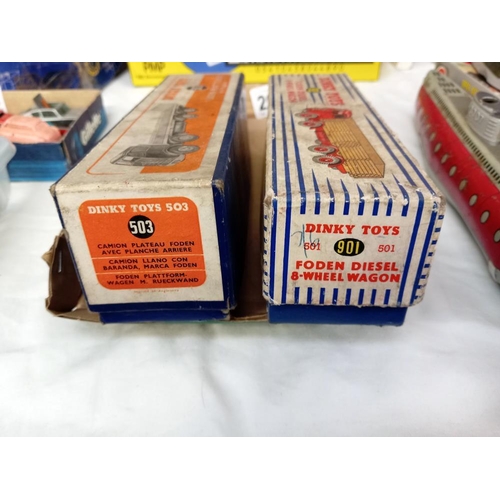 PMP
DINKY TOYS 503
503
CAMION PLATEAU FODEN
AVEC PLANCHE ARRIERE
CAMION LLANO CON
BARANDA, MARCA FODEN
FODEN PLATTFORM-
WAGEN M. RUECKWAND
DINKY TOYS
501 901 501
FODEN DIESEL
8-WHEEL WAGON